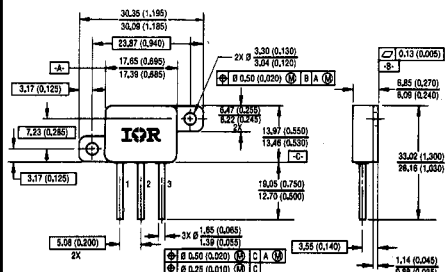 30,35 (1.195)
30,09 (1.185)
23,87 (0.940)
2X Ø 3,30 (0.130)
3,04 (0.120)
0,13 (0.005)
-B-
-A-
17,65 (0.695)
17,39 (0.685)
Ø 0,50 (0.020) Ⓜ B A Ⓜ
3,17 (0.125)
6,85 (0.270)
6,09 (0.240)
6,47 (0.255)
6,22 (0.245)
2X
IOR
7,23 (0.285)
13,97 (0.550)
13,46 (0.530)
-C-
3,17 (0.125)
33,02 (1.300)
1 2 3
19,05 (0.750)
12,70 (0.500)
5,08 (0.200)
2X
3X Ø 1,65 (0.065)
1,39 (0.055)
3,55 (0.140)
Ø 0,50 (0.020) Ⓜ C A Ⓜ
Ø 0,25 (0.010) Ⓜ C
1,14 (0.045)